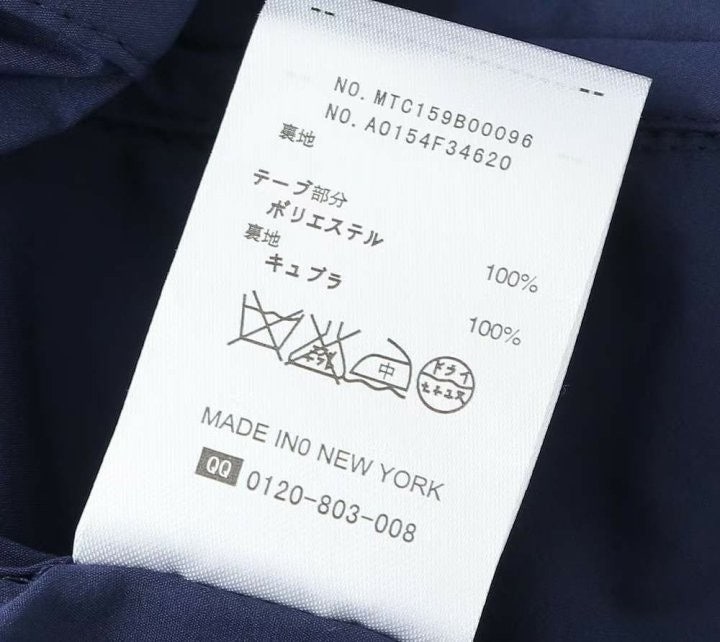 NO. MTC159B00096
NO. A0154F34620
裏地
テープ部分
ポリエステル 100%
裏地
キュプラ 100%
中
ドライ
MADE IN0 NEW YORK
QQ 0120-803-008